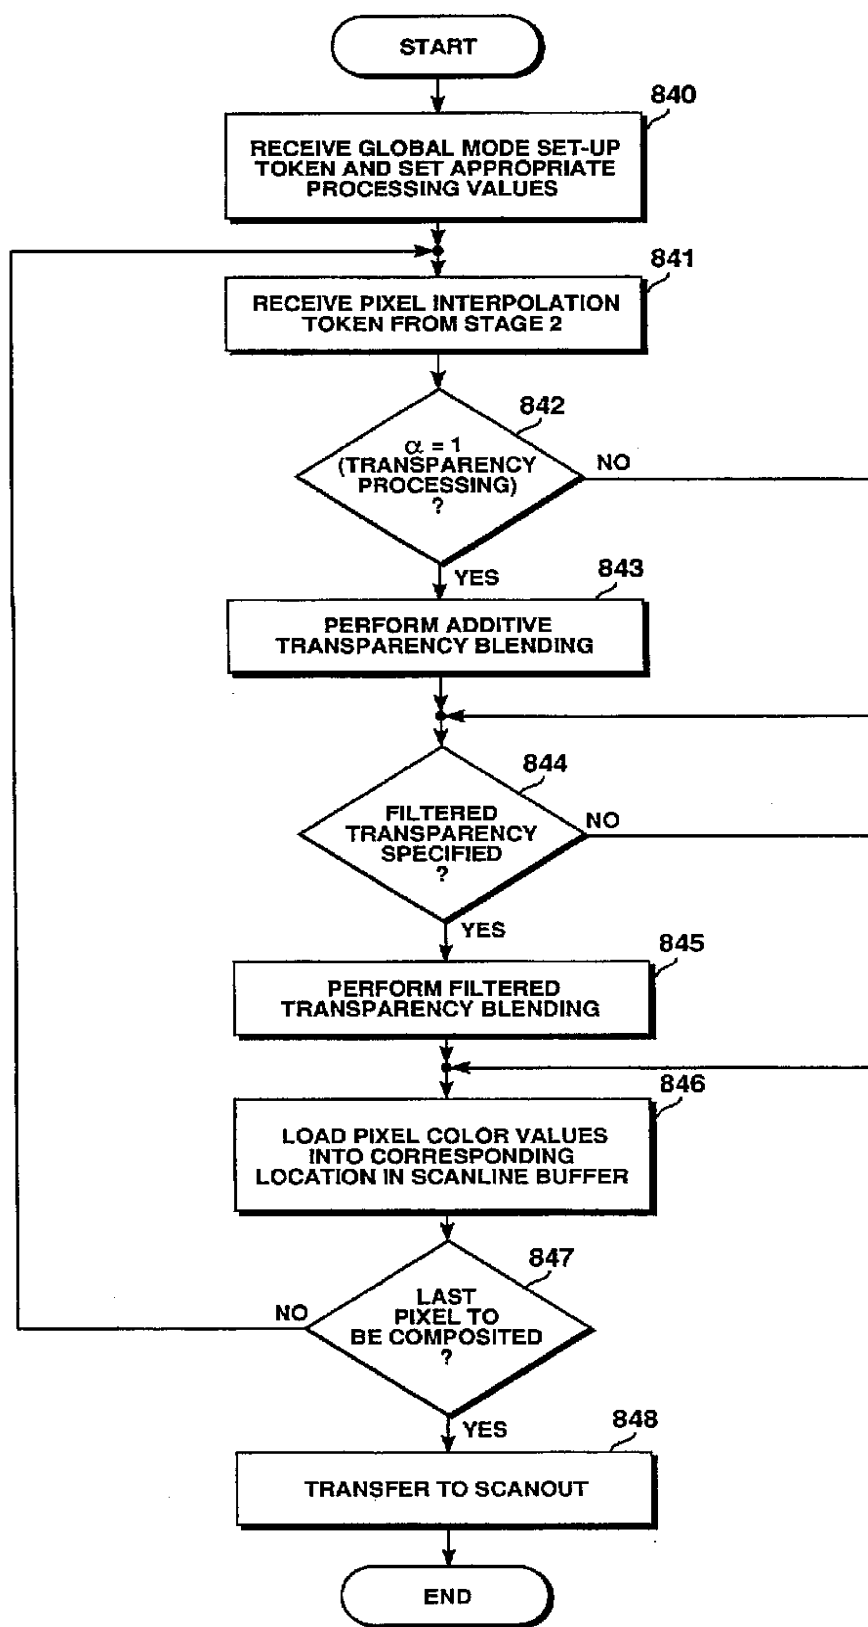 START
840
RECEIVE GLOBAL MODE SET-UP
TOKEN AND SET APPROPRIATE
PROCESSING VALUES
841
RECEIVE PIXEL INTERPOLATION
TOKEN FROM STAGE 2
842
α = 1
(TRANSPARENCY
PROCESSING)
?
NO
YES
843
PERFORM ADDITIVE
TRANSPARENCY BLENDING
844
FILTERED
TRANSPARENCY
SPECIFIED
?
NO
YES
845
PERFORM FILTERED
TRANSPARENCY BLENDING
846
LOAD PIXEL COLOR VALUES
INTO CORRESPONDING
LOCATION IN SCANLINE BUFFER
847
LAST
PIXEL TO
BE COMPOSITED
?
NO
YES
848
TRANSFER TO SCANOUT
END